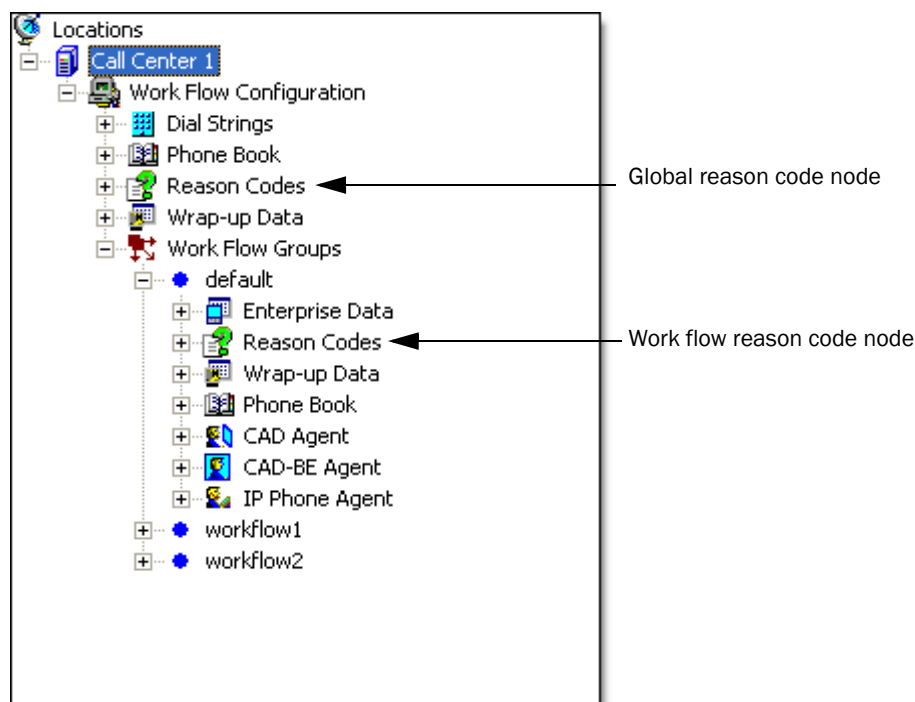 Locations
Call Center 1
Work Flow Configuration
Dial Strings
Phone Book
Reason Codes
Global reason code node
Wrap-up Data
Work Flow Groups
default
Enterprise Data
Reason Codes
Work flow reason code node
Wrap-up Data
Phone Book
CAD Agent
CAD-BE Agent
IP Phone Agent
workflow1
workflow2